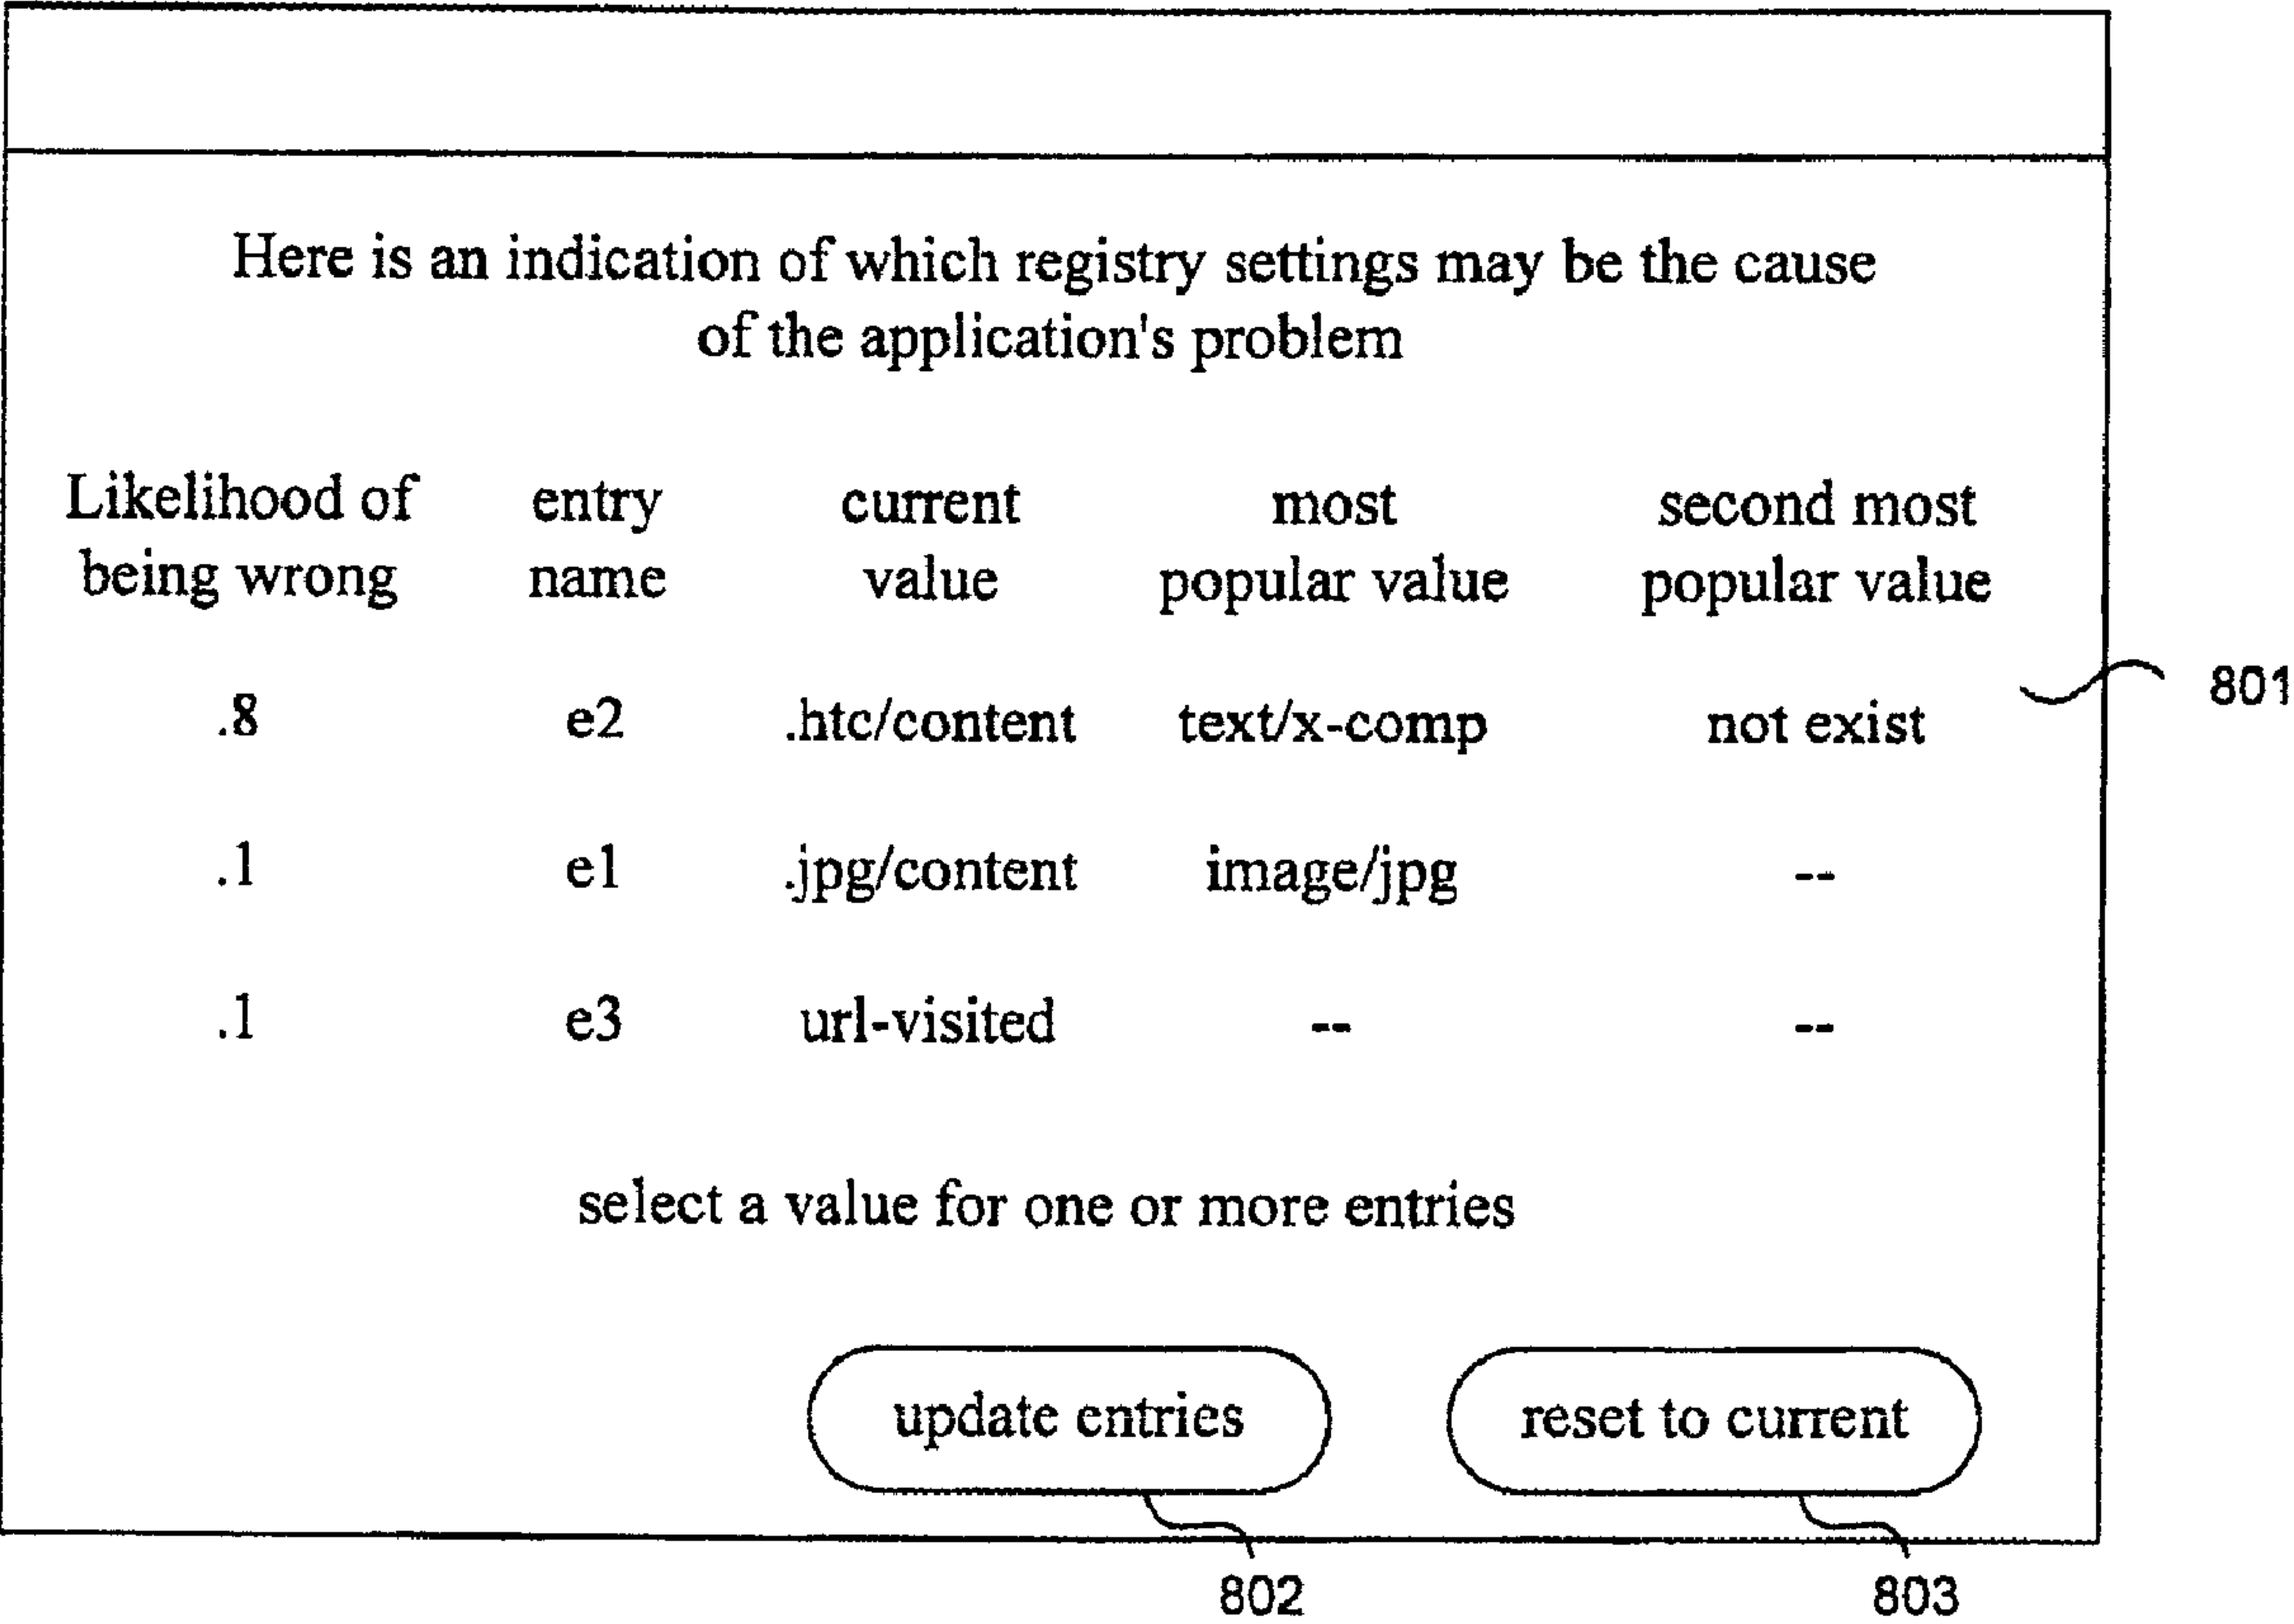 Here is an indication of which registry settings may be the cause
of the application's problem
Likelihood of being wrong entry name current value most popular value second most popular value
.8 e2 .htc/content text/x-comp not exist
801
.1 e1 .jpg/content image/jpg --
.1 e3 url-visited -- --
select a value for one or more entries
update entries reset to current
802 803